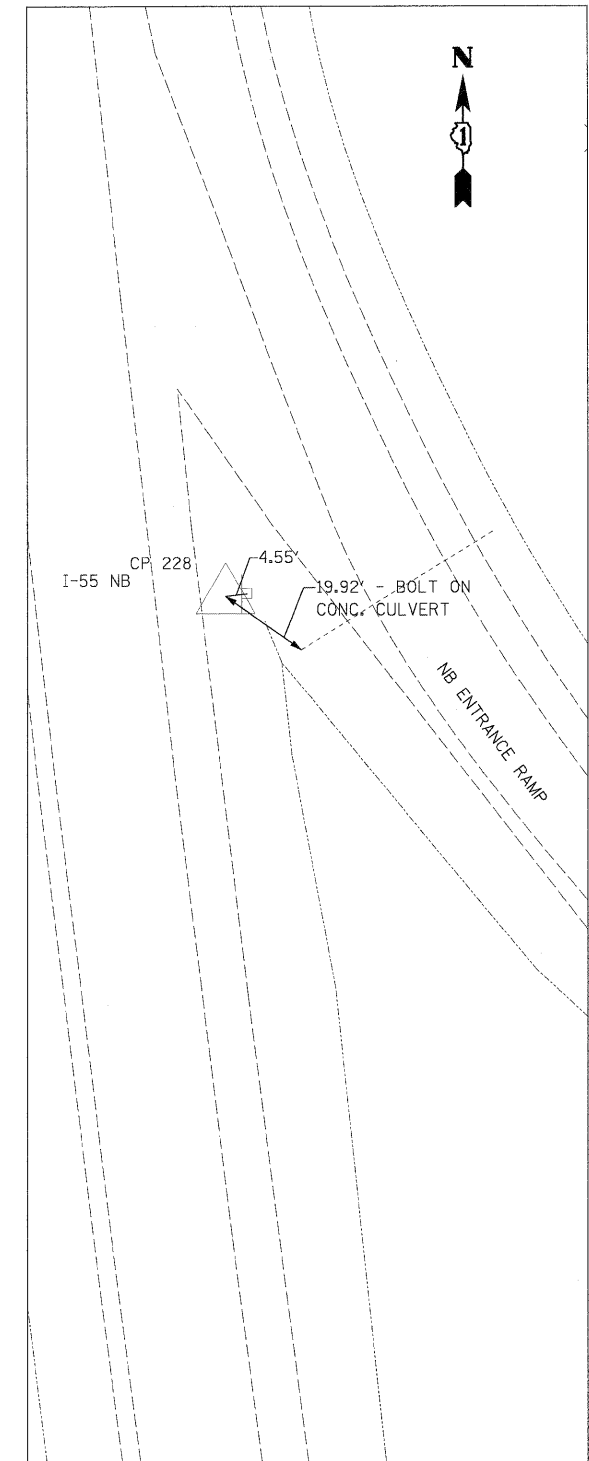 N
1
CP 228
4.55'
I-55 NB
19.92' - BOLT ON
CONC. CULVERT
NB ENTRANCE RAMP